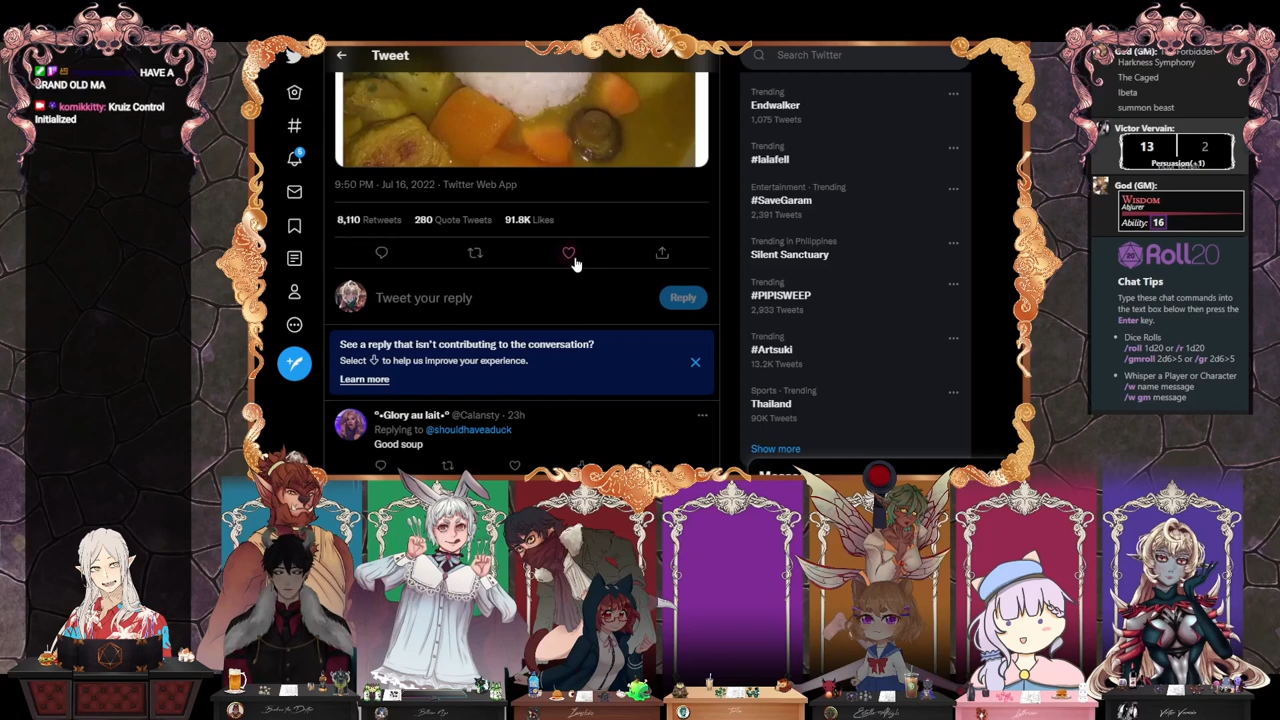 HAVE A
GRAND OLD MA
komikkitty: Kruiz Control
Initialized
Tweet
9:50 PM · Jul 16, 2022 · Twitter Web App
8,110 Retweets 280 Quote Tweets 91.8K Likes
Tweet your reply
Reply
See a reply that isn't contributing to the conversation?
Select to help us improve your experience.
Learn more
°•Glory au lait•° @Calansty · 23h
Replying to @shouldhaveaduck
Good soup
Search Twitter
Trending
Endwalker
1,075 Tweets
Trending
#lalafell
Entertainment · Trending
#SaveGaram
2,391 Tweets
Trending in Philippines
Silent Sanctuary
Trending
#PIPISWEEP
2,933 Tweets
Trending
#Artsuki
13.2K Tweets
Sports · Trending
Thailand
90K Tweets
Show more
God (GM): The Forbidden
Harkness Symphony
The Caged
Ibeta
summon beast
Victor Vervain:
13 2
Persuasion(+1)
God (GM):
WISDOM
Abjurer
Ability: 16
Roll20
Chat Tips
Type these chat commands into
the text box below then press the
Enter key.
• Dice Rolls
/roll 1d20 or /r 1d20
/gmroll 2d6>5 or /gr 2d6>5
• Whisper a Player or Character
/w name message
/w gm message
Victor Vervain